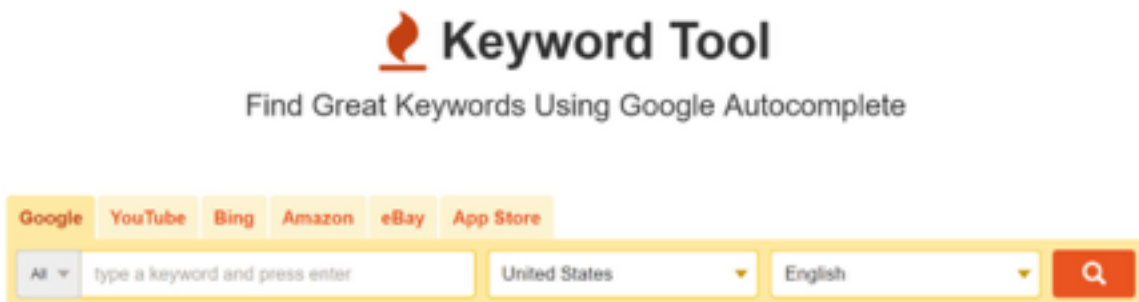 Keyword Tool
Find Great Keywords Using Google Autocomplete
Google YouTube Bing Amazon eBay App Store
All type a keyword and press enter United States English